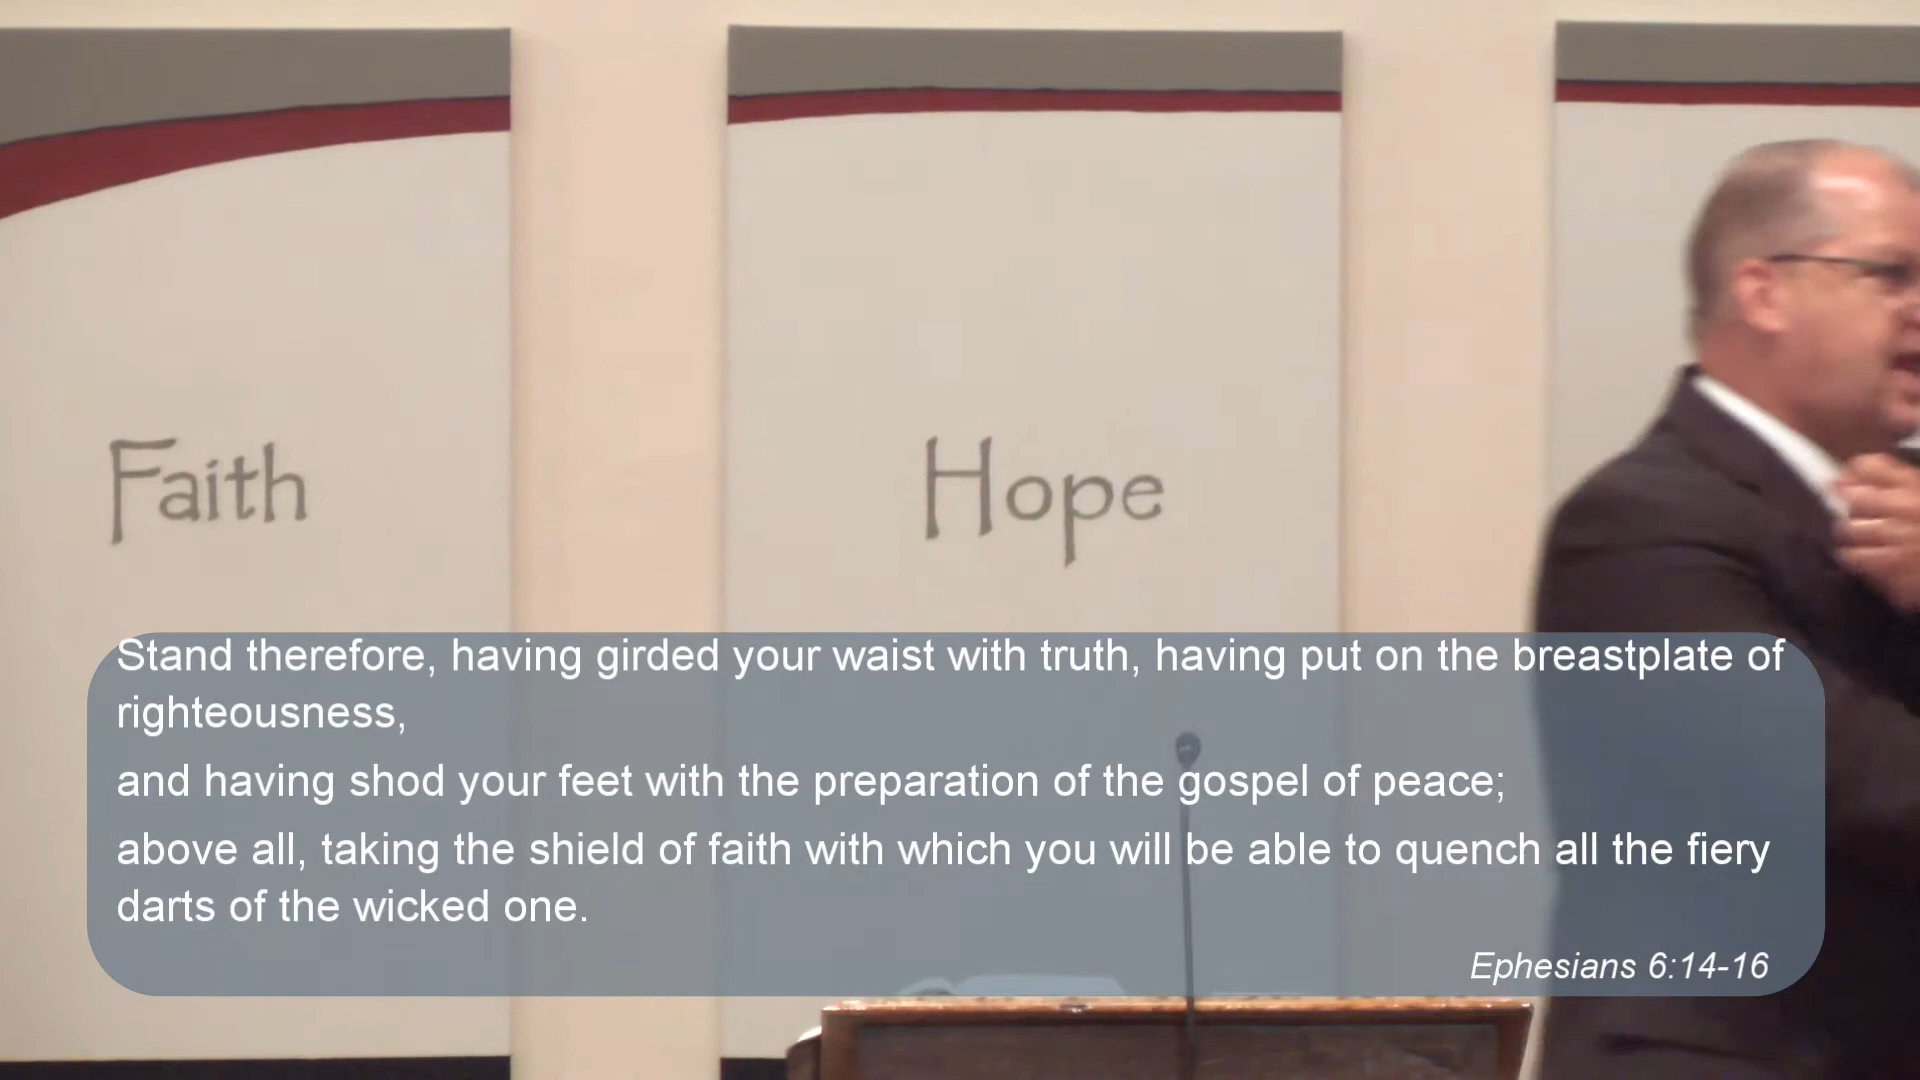 Faith
Hope
Stand therefore, having girded your waist with truth, having put on the breastplate of
righteousness,
and having shod your feet with the preparation of the gospel of peace;
above all, taking the shield of faith with which you will be able to quench all the fiery
darts of the wicked one.
Ephesians 6:14-16